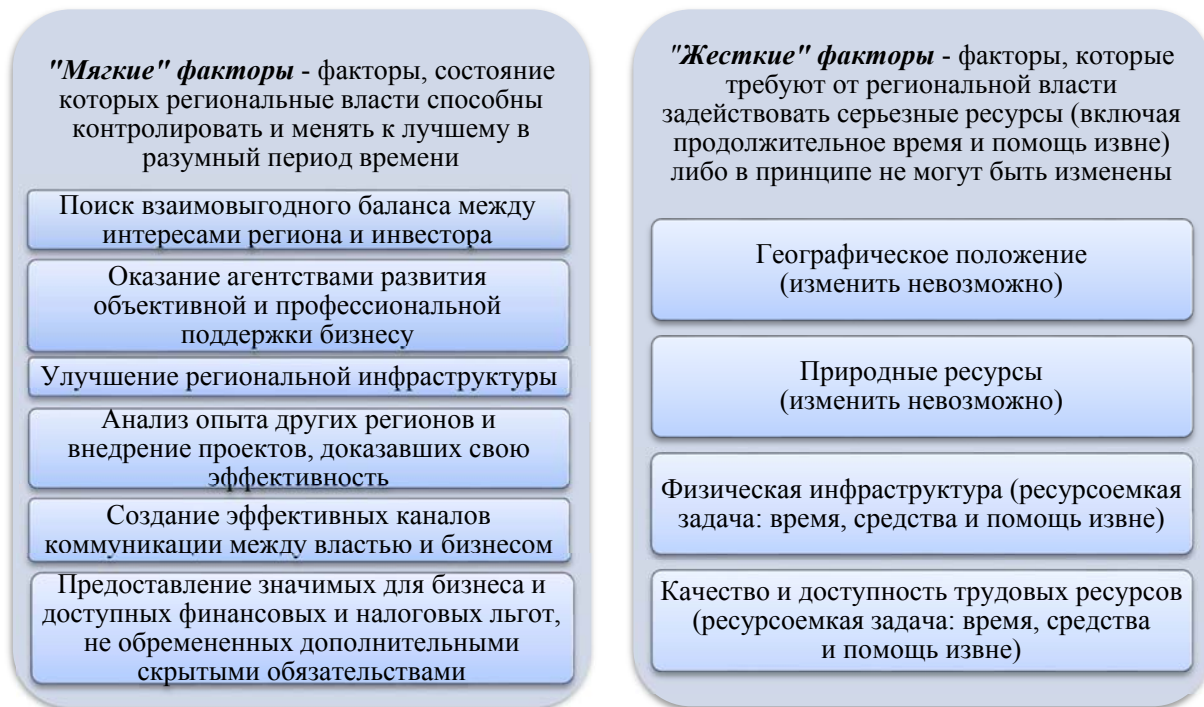 "Мягкие" факторы - факторы, состояние
которых региональные власти способны
контролировать и менять к лучшему в
разумный период времени
Поиск взаимовыгодного баланса между
интересами региона и инвестора
Оказание агентствами развития
объективной и профессиональной
поддержки бизнесу
Улучшение региональной инфраструктуры
Анализ опыта других регионов и
внедрение проектов, доказавших свою
эффективность
Создание эффективных каналов
коммуникации между властью и бизнесом
Предоставление значимых для бизнеса и
доступных финансовых и налоговых льгот,
не обремененных дополнительными
скрытыми обязательствами
"Жесткие" факторы - факторы, которые
требуют от региональной власти
задействовать серьезные ресурсы (включая
продолжительное время и помощь извне)
либо в принципе не могут быть изменены
Географическое положение
(изменить невозможно)
Природные ресурсы
(изменить невозможно)
Физическая инфраструктура (ресурсоемкая
задача: время, средства и помощь извне)
Качество и доступность трудовых ресурсов
(ресурсоемкая задача: время, средства
и помощь извне)